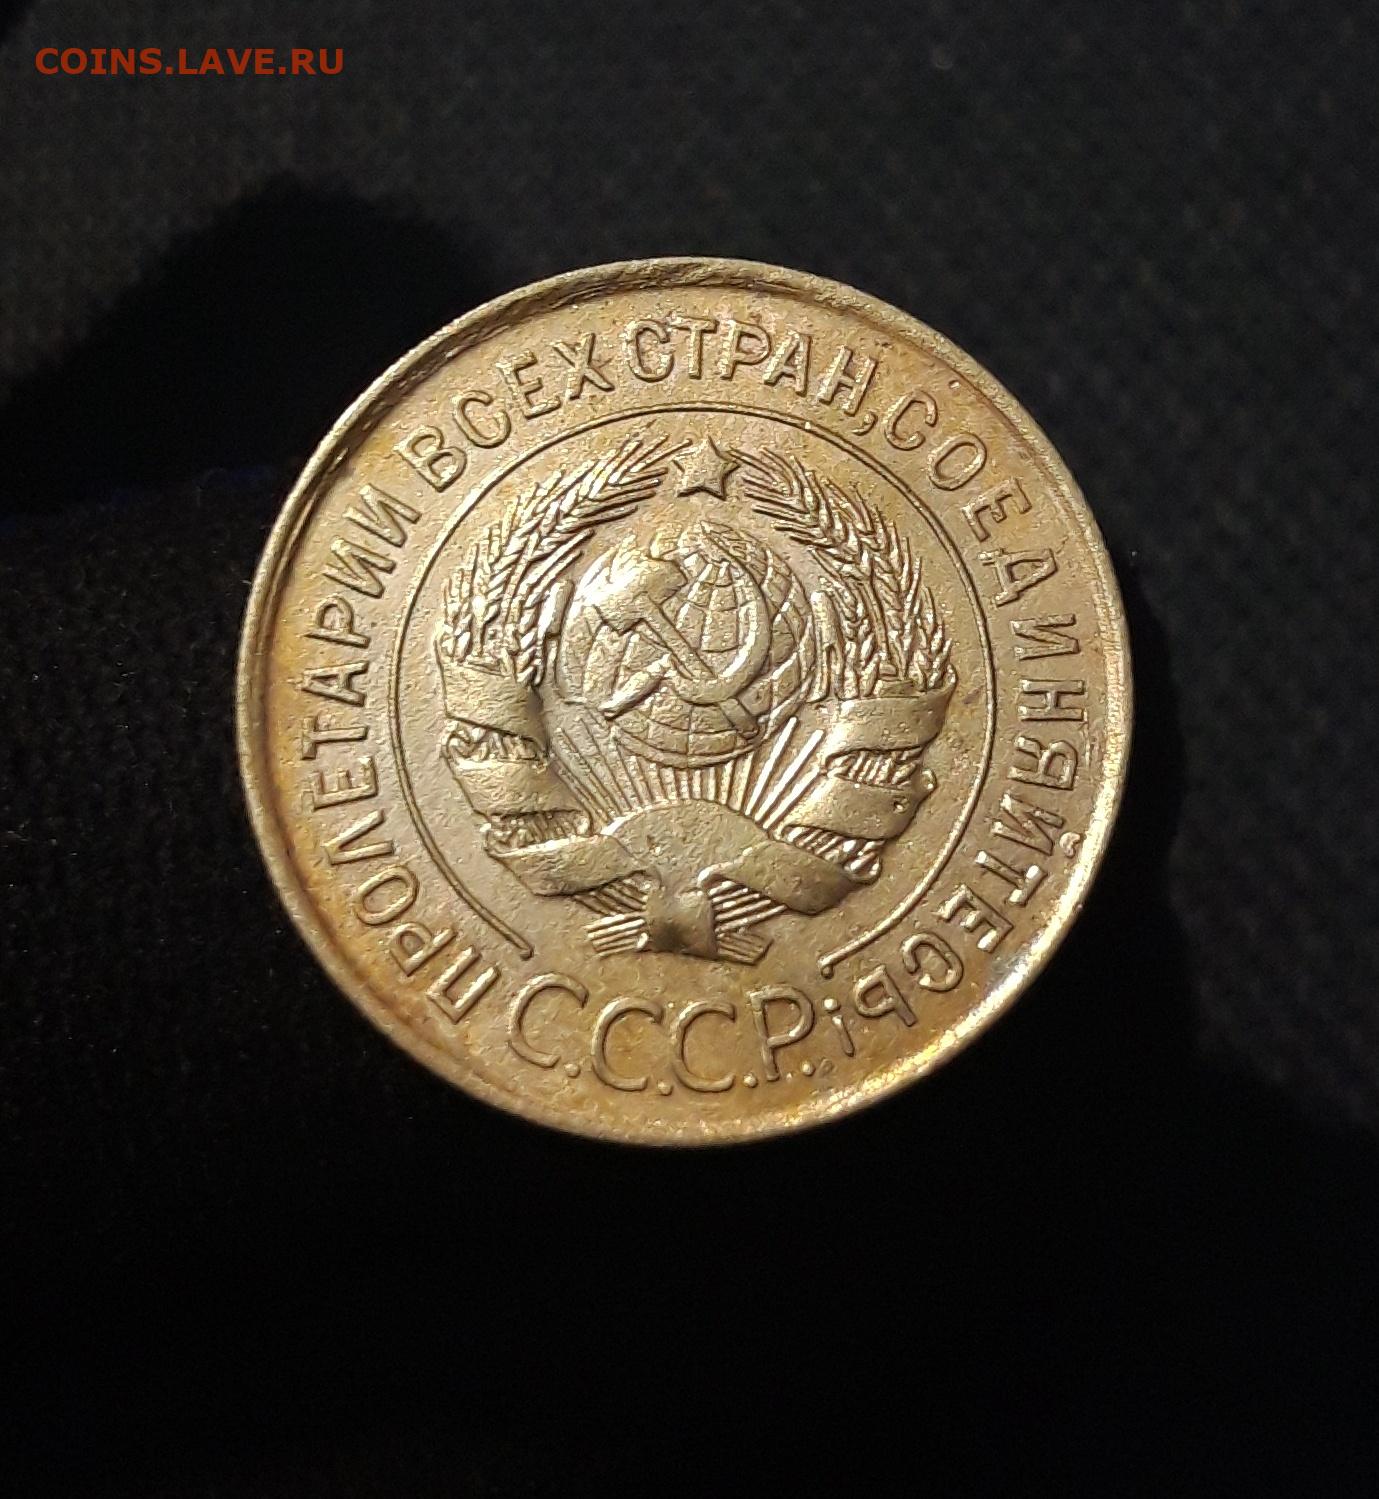 COINS.LAVE.RU
ПРОЛЕТАРИИ ВСЕХ СТРАН, СОЕДИНЯЙТЕСЬ!
С.С.С.Р.